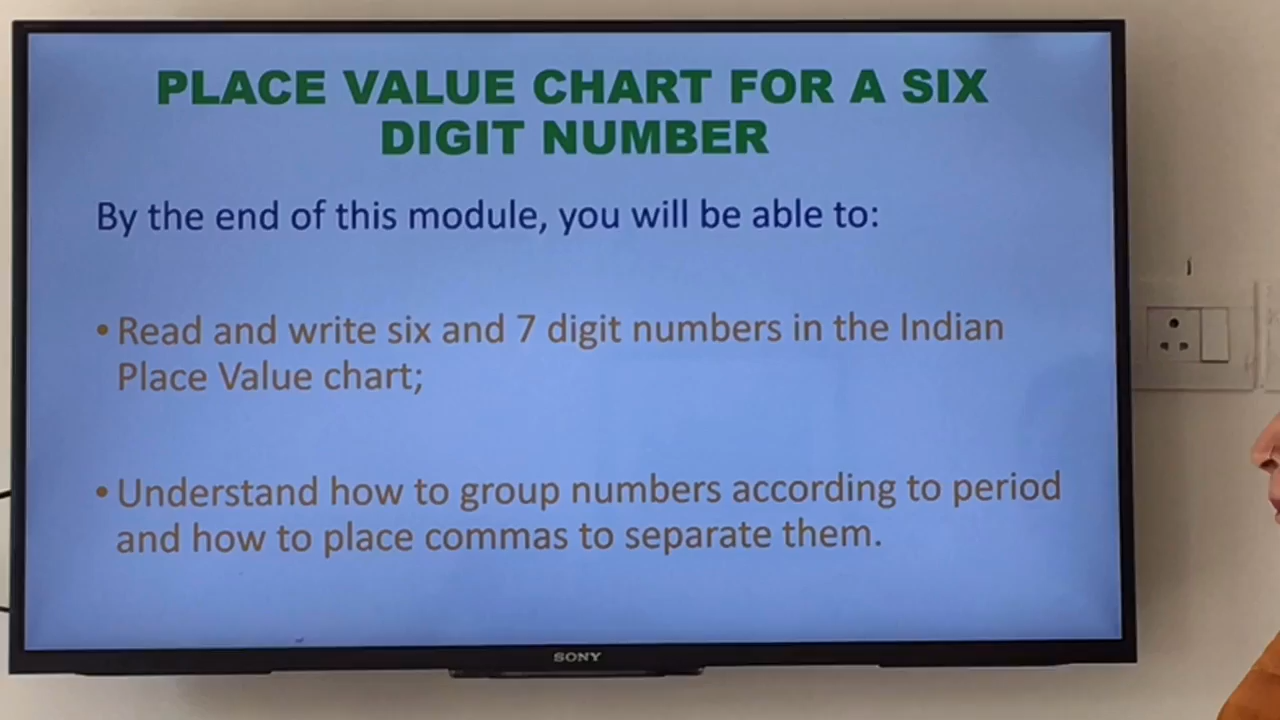 PLACE VALUE CHART FOR A SIX
DIGIT NUMBER
By the end of this module, you will be able to:
• Read and write six and 7 digit numbers in the Indian
Place Value chart;
• Understand how to group numbers according to period
and how to place commas to separate them.
SONY